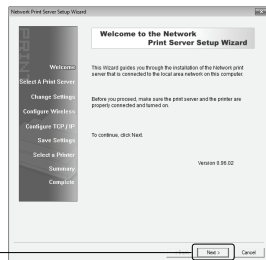 Network Print Server Setup Wizard
Welcome to the Network
Print Server Setup Wizard
PRINT
Welcome
Select A Print Server
Change Settings
Configure Wireless
Configure TCP / IP
Save Settings
Select a Printer
Summary
Complete
This Wizard guides you through the installation of the Network print
server that is connected to the local area network on this computer.
Before you proceed, make sure the print server and the printer are
properly connected and turned on.
To continue, click Next.
Version 0.96.02
Next >
Cancel